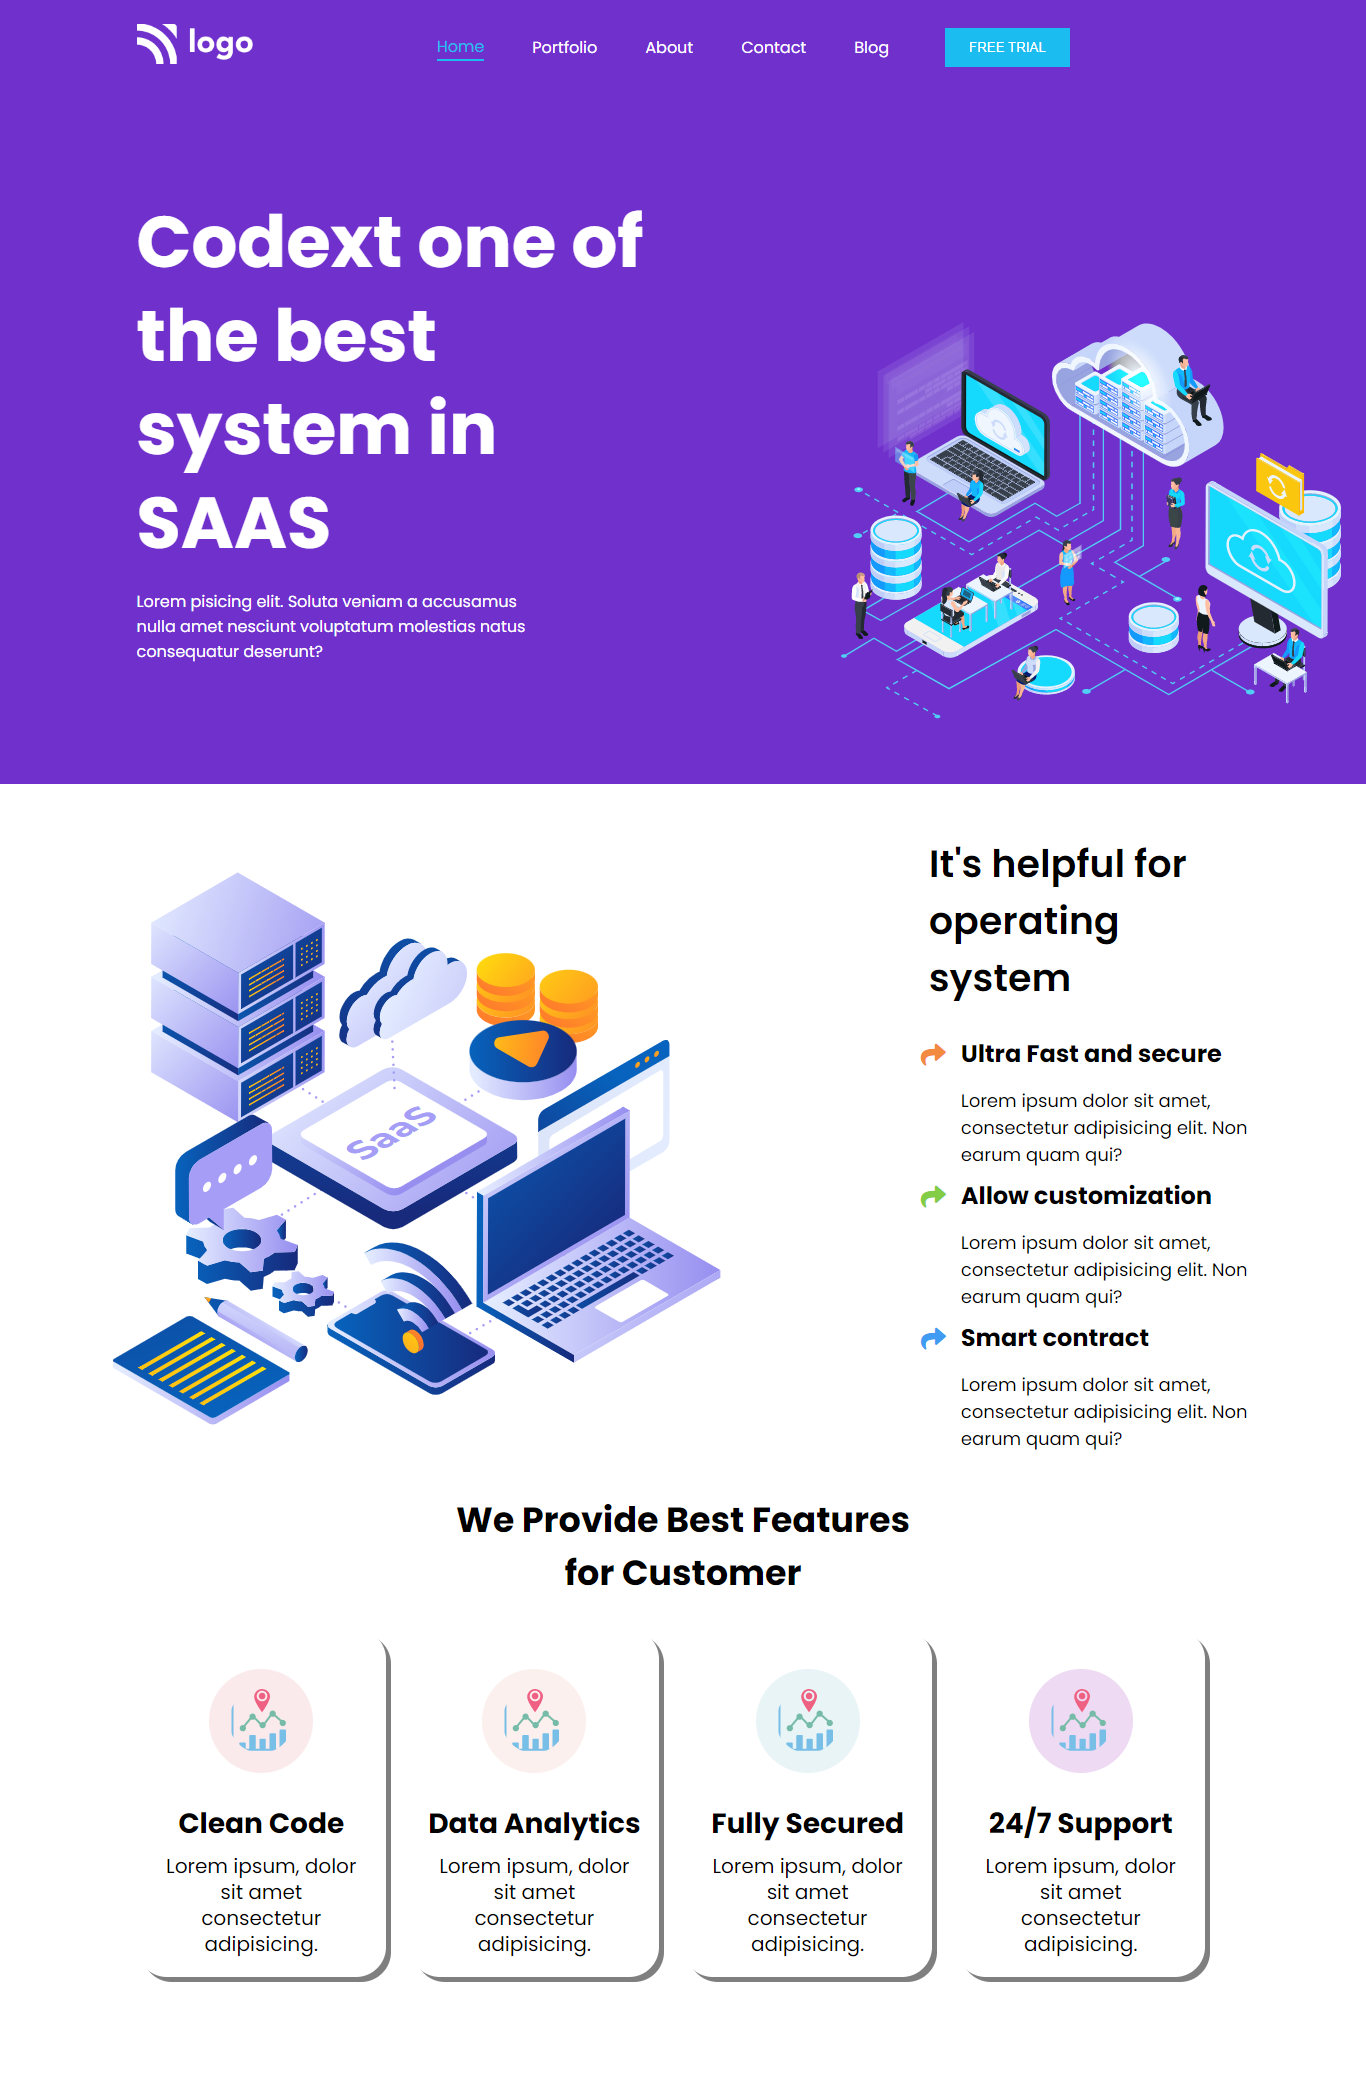 logo
Home Portfolio About Contact Blog FREE TRIAL
Codext one of
the best
system in
SAAS
Lorem pisicing elit. Soluta veniam a accusamus
nulla amet nesciunt voluptatum molestias natus
consequatur deserunt?
SaaS
It's helpful for
operating
system
Ultra Fast and secure
Lorem ipsum dolor sit amet,
consectetur adipisicing elit. Non
earum quam qui?
Allow customization
Lorem ipsum dolor sit amet,
consectetur adipisicing elit. Non
earum quam qui?
Smart contract
Lorem ipsum dolor sit amet,
consectetur adipisicing elit. Non
earum quam qui?
We Provide Best Features
for Customer
Clean Code
Lorem ipsum, dolor
sit amet
consectetur
adipisicing.
Data Analytics
Lorem ipsum, dolor
sit amet
consectetur
adipisicing.
Fully Secured
Lorem ipsum, dolor
sit amet
consectetur
adipisicing.
24/7 Support
Lorem ipsum, dolor
sit amet
consectetur
adipisicing.